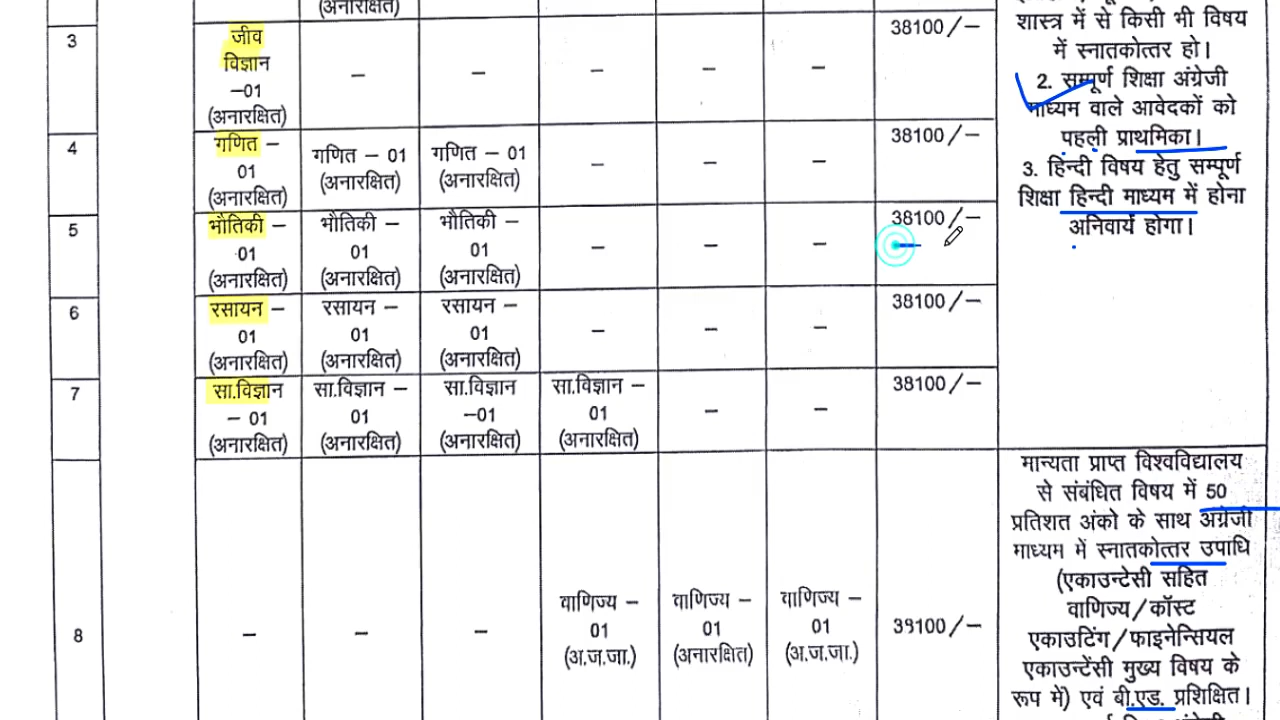 (अनारक्षित)
3
जीव
विज्ञान
–01
(अनारक्षित)
–
–
–
–
–
38100/–
शास्त्र में से किसी भी विषय
में स्नातकोत्तर हो।
2. सम्पूर्ण शिक्षा अंग्रेजी
माध्यम वाले आवेदकों को
पहली प्राथमिका।
3. हिन्दी विषय हेतु सम्पूर्ण
शिक्षा हिन्दी माध्यम में होना
अनिवार्य होगा।
4
गणित –
01
(अनारक्षित)
गणित – 01
(अनारक्षित)
गणित – 01
(अनारक्षित)
–
–
–
38100/–
5
भौतिकी –
01
(अनारक्षित)
भौतिकी –
01
(अनारक्षित)
भौतिकी –
01
(अनारक्षित)
–
–
–
38100/–
6
रसायन –
01
(अनारक्षित)
रसायन –
01
(अनारक्षित)
रसायन –
01
(अनारक्षित)
–
–
–
38100/–
7
सा.विज्ञान
– 01
(अनारक्षित)
सा.विज्ञान –
01
(अनारक्षित)
सा.विज्ञान
–01
(अनारक्षित)
सा.विज्ञान –
01
(अनारक्षित)
–
–
38100/–
8
–
–
–
वाणिज्य –
01
(अ.ज.जा.)
वाणिज्य –
01
(अनारक्षित)
वाणिज्य –
01
(अ.ज.जा.)
38100/–
मान्यता प्राप्त विश्वविद्यालय
से संबंधित विषय में 50
प्रतिशत अंको के साथ अंग्रेजी
माध्यम में स्नातकोत्तर उपाधि
(एकाउन्टेसी सहित
वाणिज्य/कॉस्ट
एकाउटिंग/फाइनेन्सियल
एकाउन्टेंसी मुख्य विषय के
रूप में) एवं बी.एड. प्रशिक्षित।